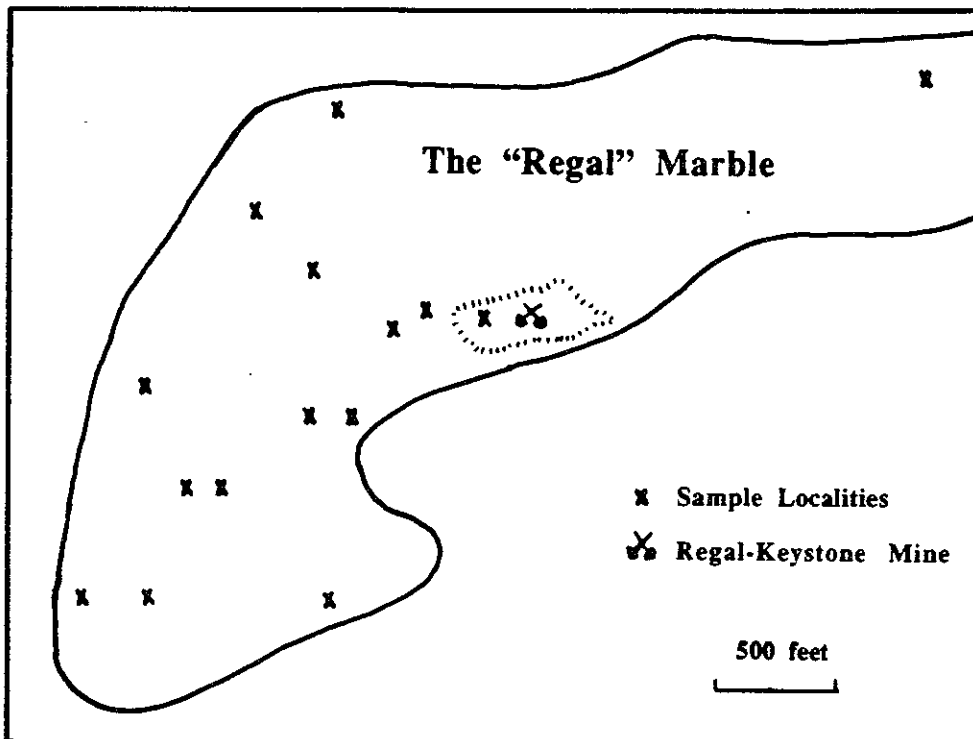 The “Regal” Marble
Sample Localities
Regal-Keystone Mine
500 feet